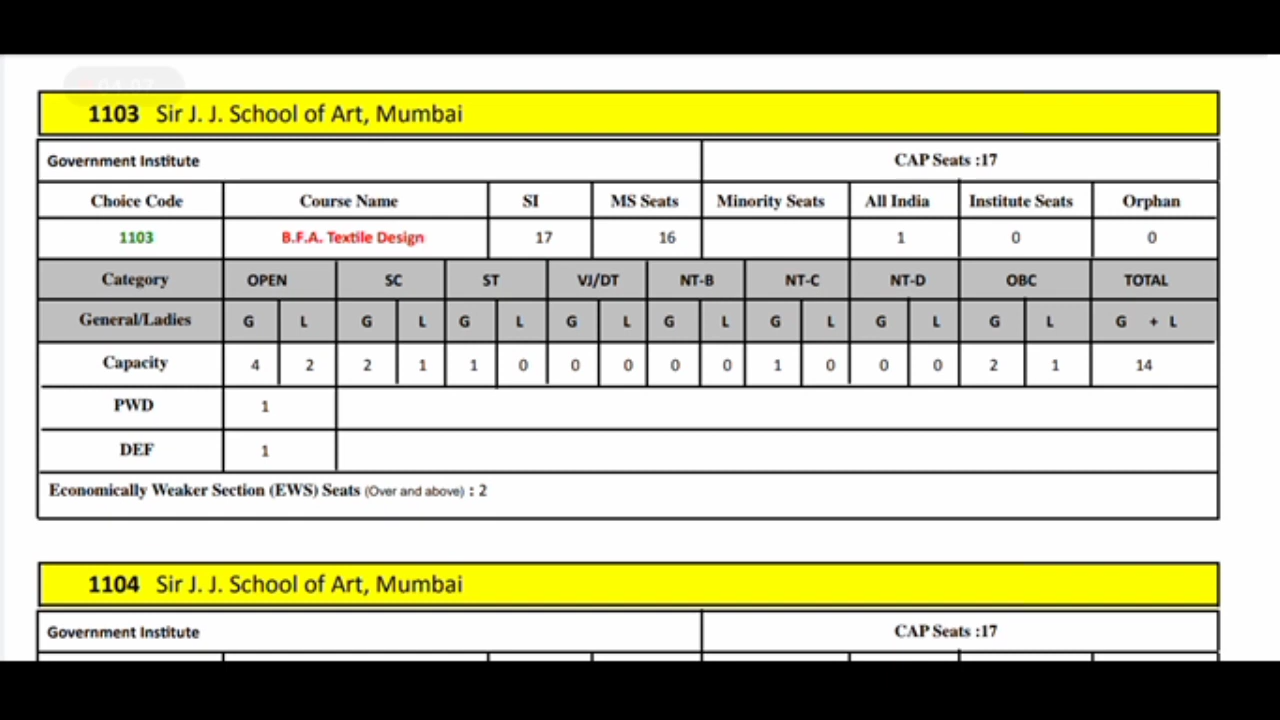 1103 Sir J. J. School of Art, Mumbai
Government Institute CAP Seats :17
Choice Code Course Name SI MS Seats Minority Seats All India Institute Seats Orphan
1103 B.F.A. Textile Design 17 16 1 0 0
Category OPEN SC ST VJ/DT NT-B NT-C NT-D OBC TOTAL
General/Ladies G L G L G L G L G L G L G L G L G + L
Capacity 4 2 2 1 1 0 0 0 0 0 1 0 0 0 2 1 14
PWD 1
DEF 1
Economically Weaker Section (EWS) Seats (Over and above) : 2
1104 Sir J. J. School of Art, Mumbai
Government Institute CAP Seats :17